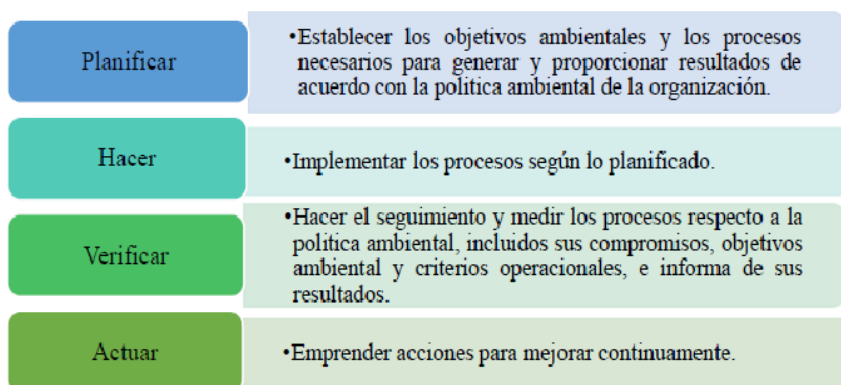 Planificar
•Establecer los objetivos ambientales y los procesos
necesarios para generar y proporcionar resultados de
acuerdo con la politica ambiental de la organización.
Hacer
•Implementar los procesos según lo planificado.
Verificar
•Hacer el seguimiento y medir los procesos respecto a la
politica ambiental, incluidos sus compromisos, objetivos
ambiental y criterios operacionales, e informa de sus
resultados.
Actuar
•Emprender acciones para mejorar continuamente.